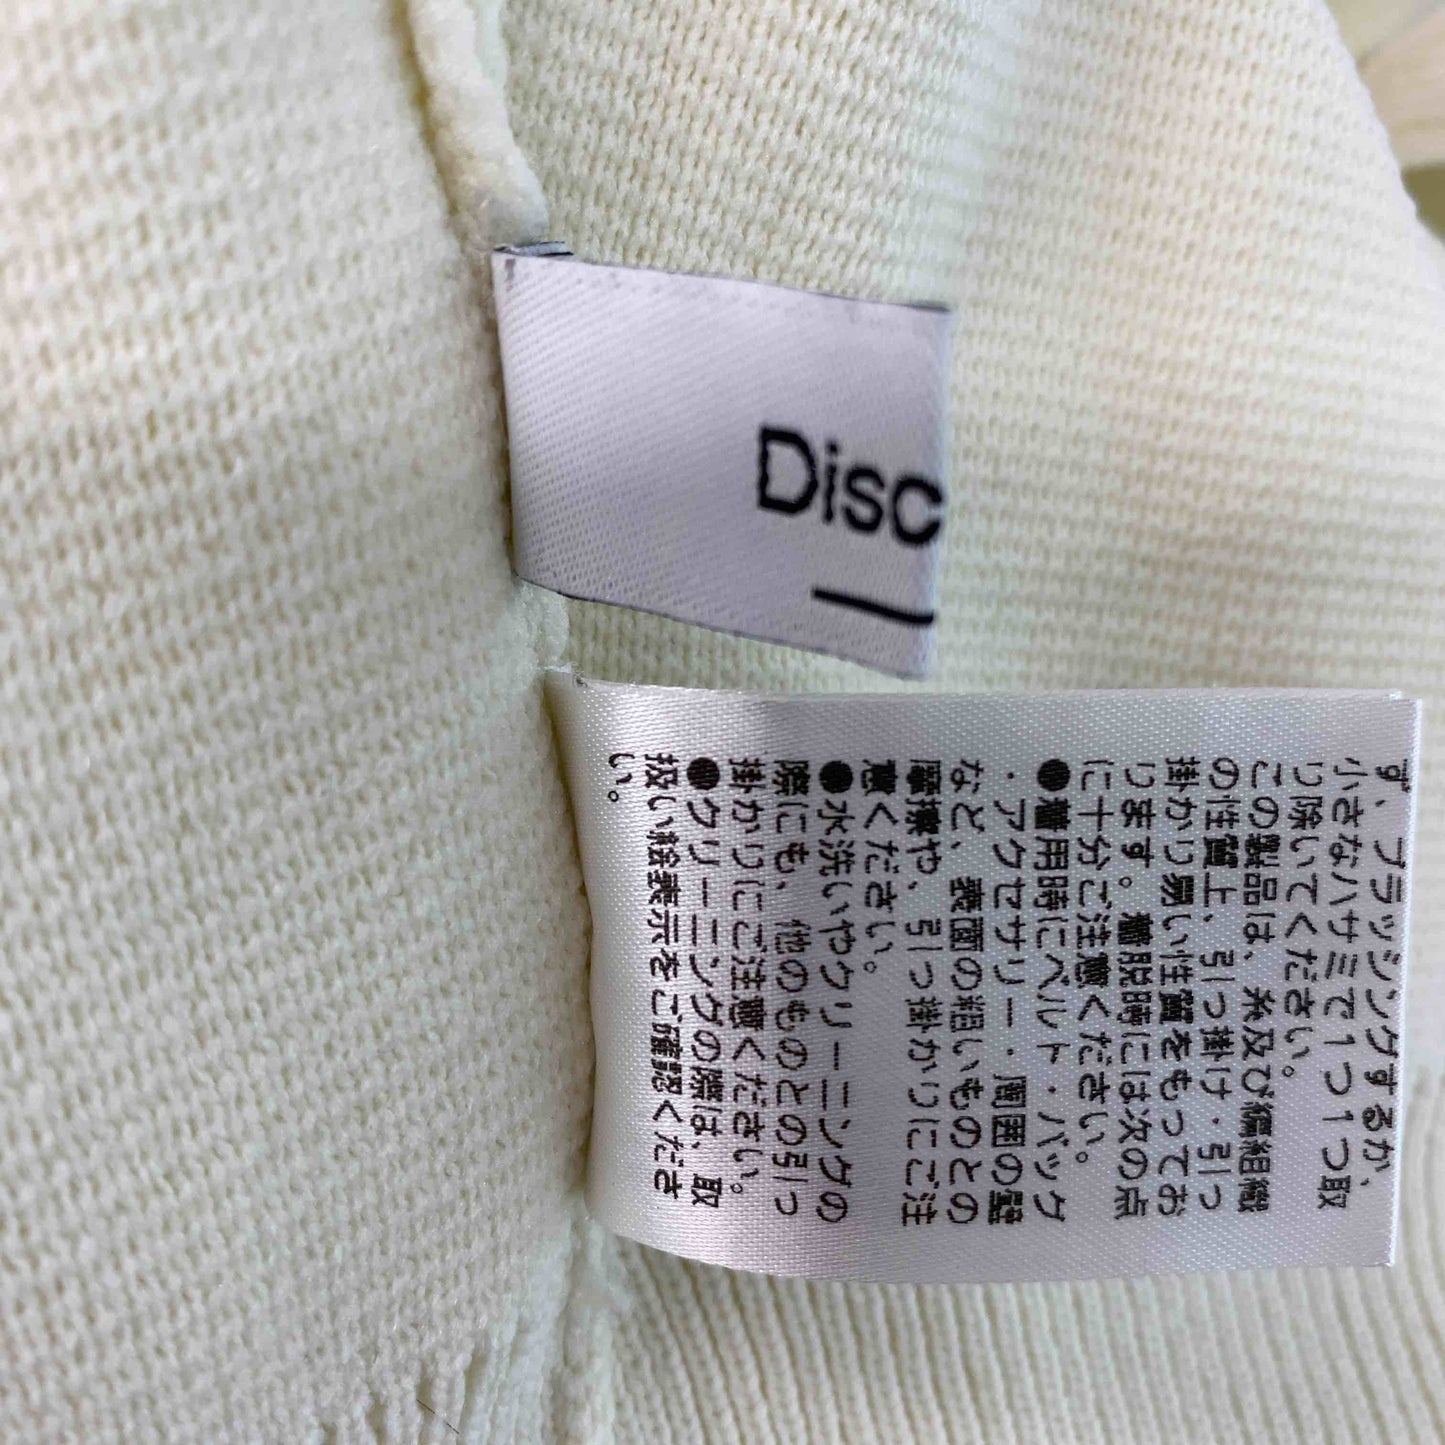 Disc
ず、ブラッシングするか、
小さなハサミで1つ1つ取
り除いてください。
この製品は、糸及び編組織
の性質上、引っ掛け・引っ
掛かり易い性質をもってお
ります。着脱時には次の点
に十分ご注意ください。
●着用時にベルト・バッグ
・アクセサリー・周囲の壁
など、表面の粗いものとの
摩擦や、引っ掛かりにご注
意ください。
●水洗いやクリーニングの
際にも、他のものとの引っ
掛かりにご注意ください。
●クリーニングの際は、取
扱い絵表示をご確認くださ
い。